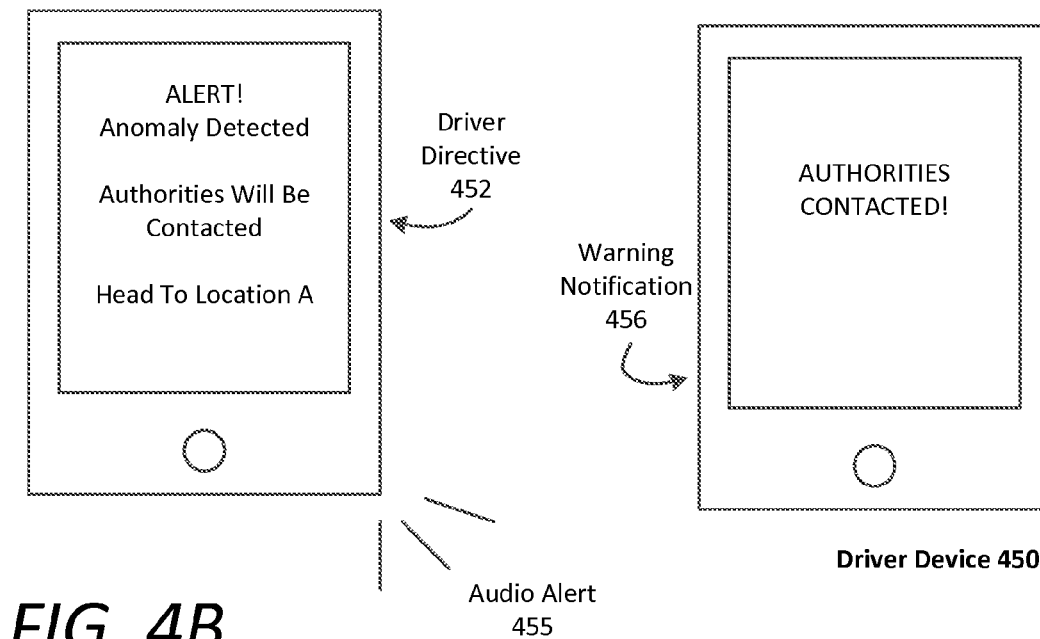 ALERT!
Anomaly Detected
Authorities Will Be
Contacted
Head To Location A
Driver
Directive
452
AUTHORITIES
CONTACTED!
Warning
Notification
456
Driver Device 450
Audio Alert
455
FIG. 4B